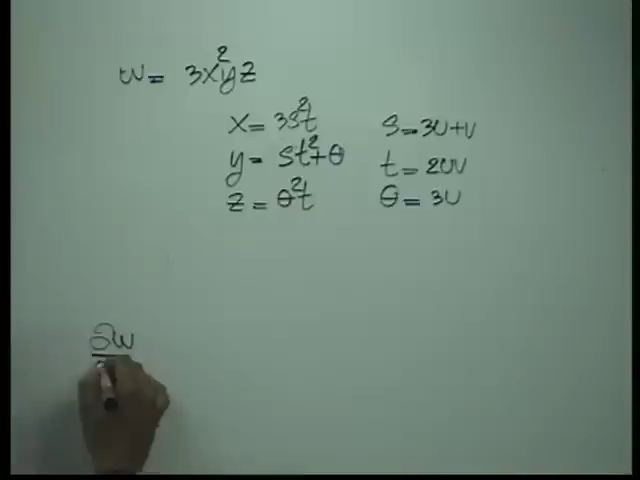 w = 3x²yz
x = 3s²t   s = 3u+v
y = st²+θ   t = 2uv
z = θ²t   θ = 3u
∂w